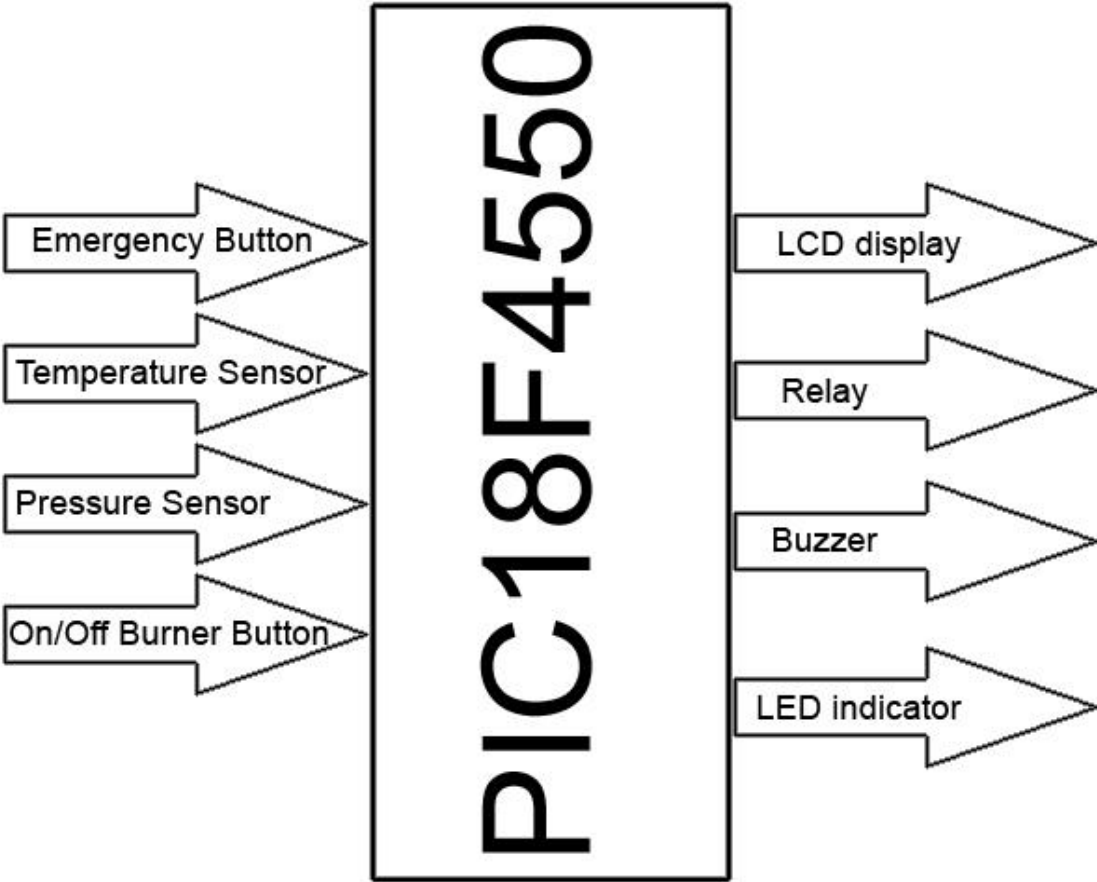 Emergency Button
Temperature Sensor
Pressure Sensor
On/Off Burner Button
PIC18F4550
LCD display
Relay
Buzzer
LED indicator